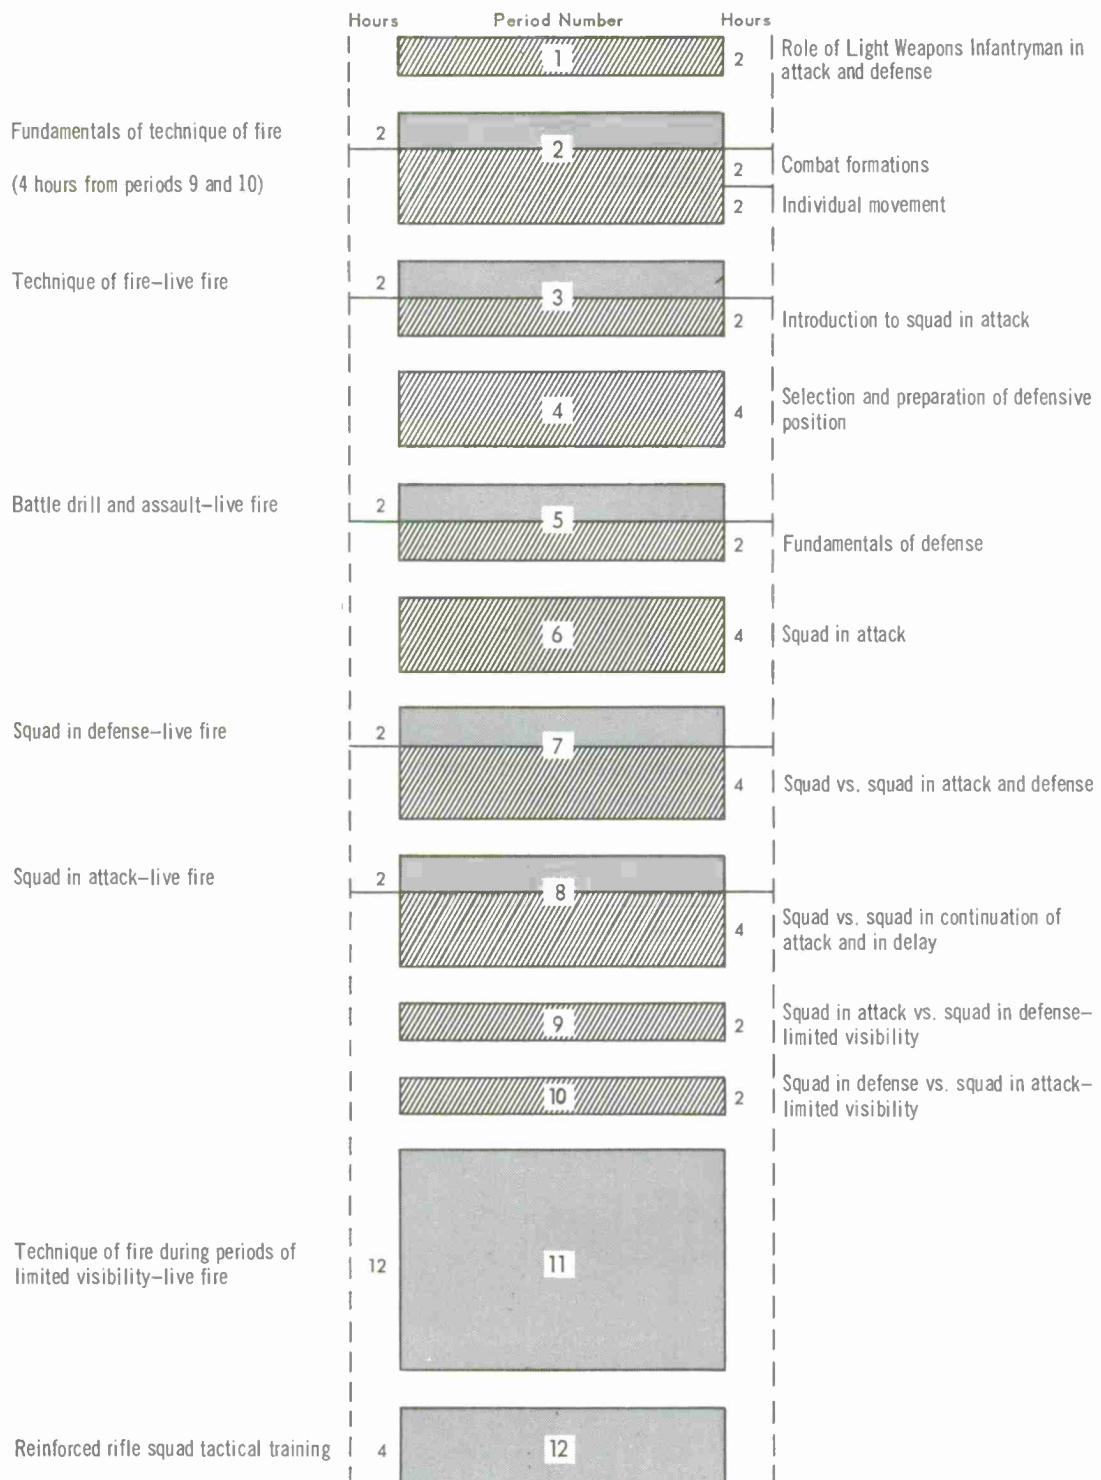 Hours Period Number Hours
1 2 Role of Light Weapons Infantryman in
attack and defense
Fundamentals of technique of fire 2
2
(4 hours from periods 9 and 10)
2 Combat formations
2 Individual movement
Technique of fire–live fire 2
3
2 Introduction to squad in attack
4 4 Selection and preparation of defensive
position
Battle drill and assault–live fire 2
5
2 Fundamentals of defense
6 4 Squad in attack
Squad in defense–live fire 2
7
4 Squad vs. squad in attack and defense
Squad in attack–live fire 2
8
4 Squad vs. squad in continuation of
attack and in delay
9 2 Squad in attack vs. squad in defense–
limited visibility
10 2 Squad in defense vs. squad in attack–
limited visibility
Technique of fire during periods of
limited visibility–live fire
12 11
Reinforced rifle squad tactical training 4 12